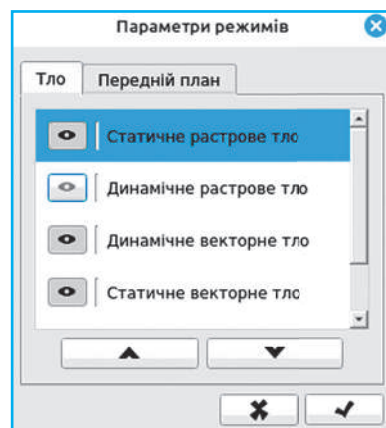 Параметри режимів
Тло Передній план
Статичне растрове тло
Динамічне растрове тло
Динамічне векторне тло
Статичне векторне тло